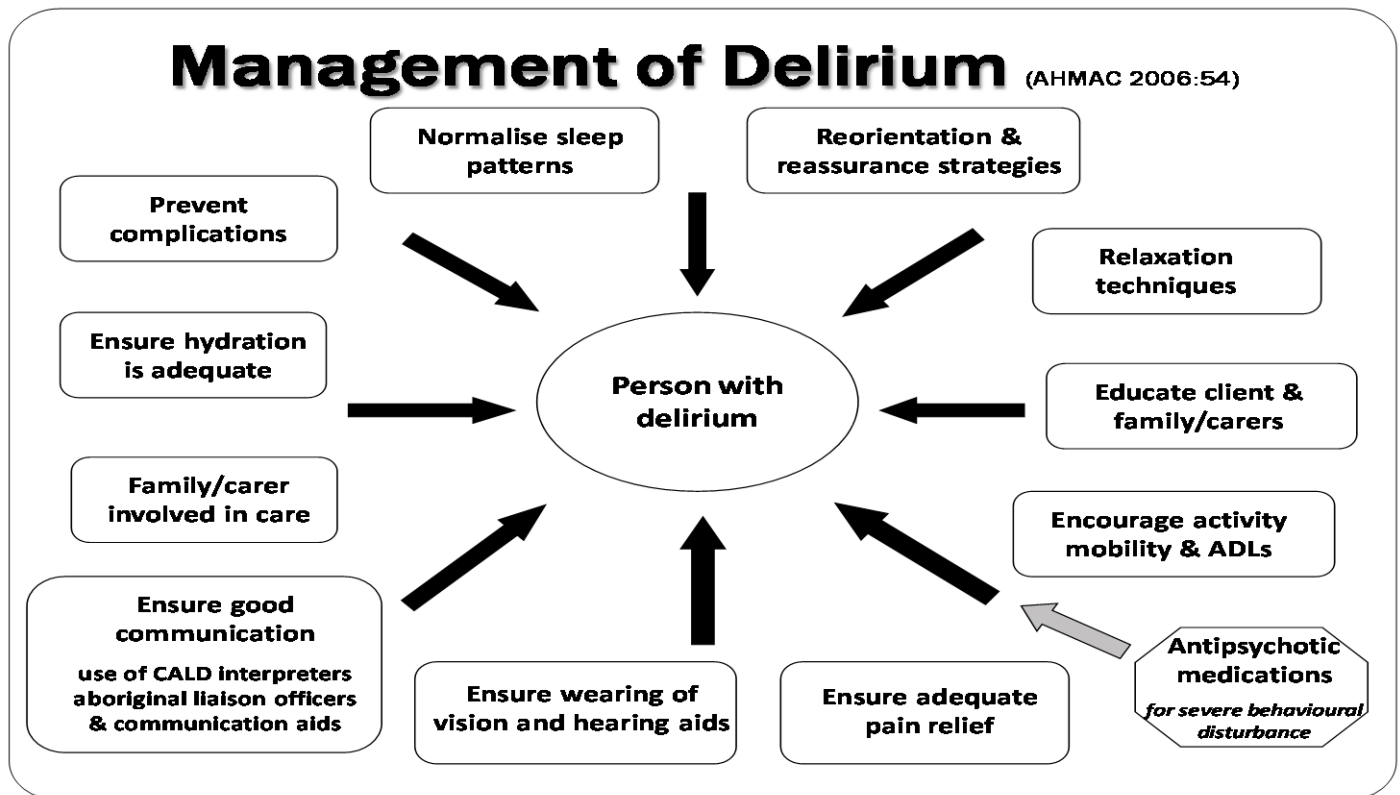 Management of Delirium (AHMAC 2006:54)
Normalise sleep
patterns
Reorientation &
reassurance strategies
Prevent
complications
Relaxation
techniques
Ensure hydration
is adequate
Person with
delirium
Educate client &
family/carers
Family/carer
involved in care
Encourage activity
mobility & ADLs
Ensure good
communication
use of CALD interpreters
aboriginal liaison officers
& communication aids
Ensure wearing of
vision and hearing aids
Ensure adequate
pain relief
Antipsychotic
medications
for severe behavioural
disturbance